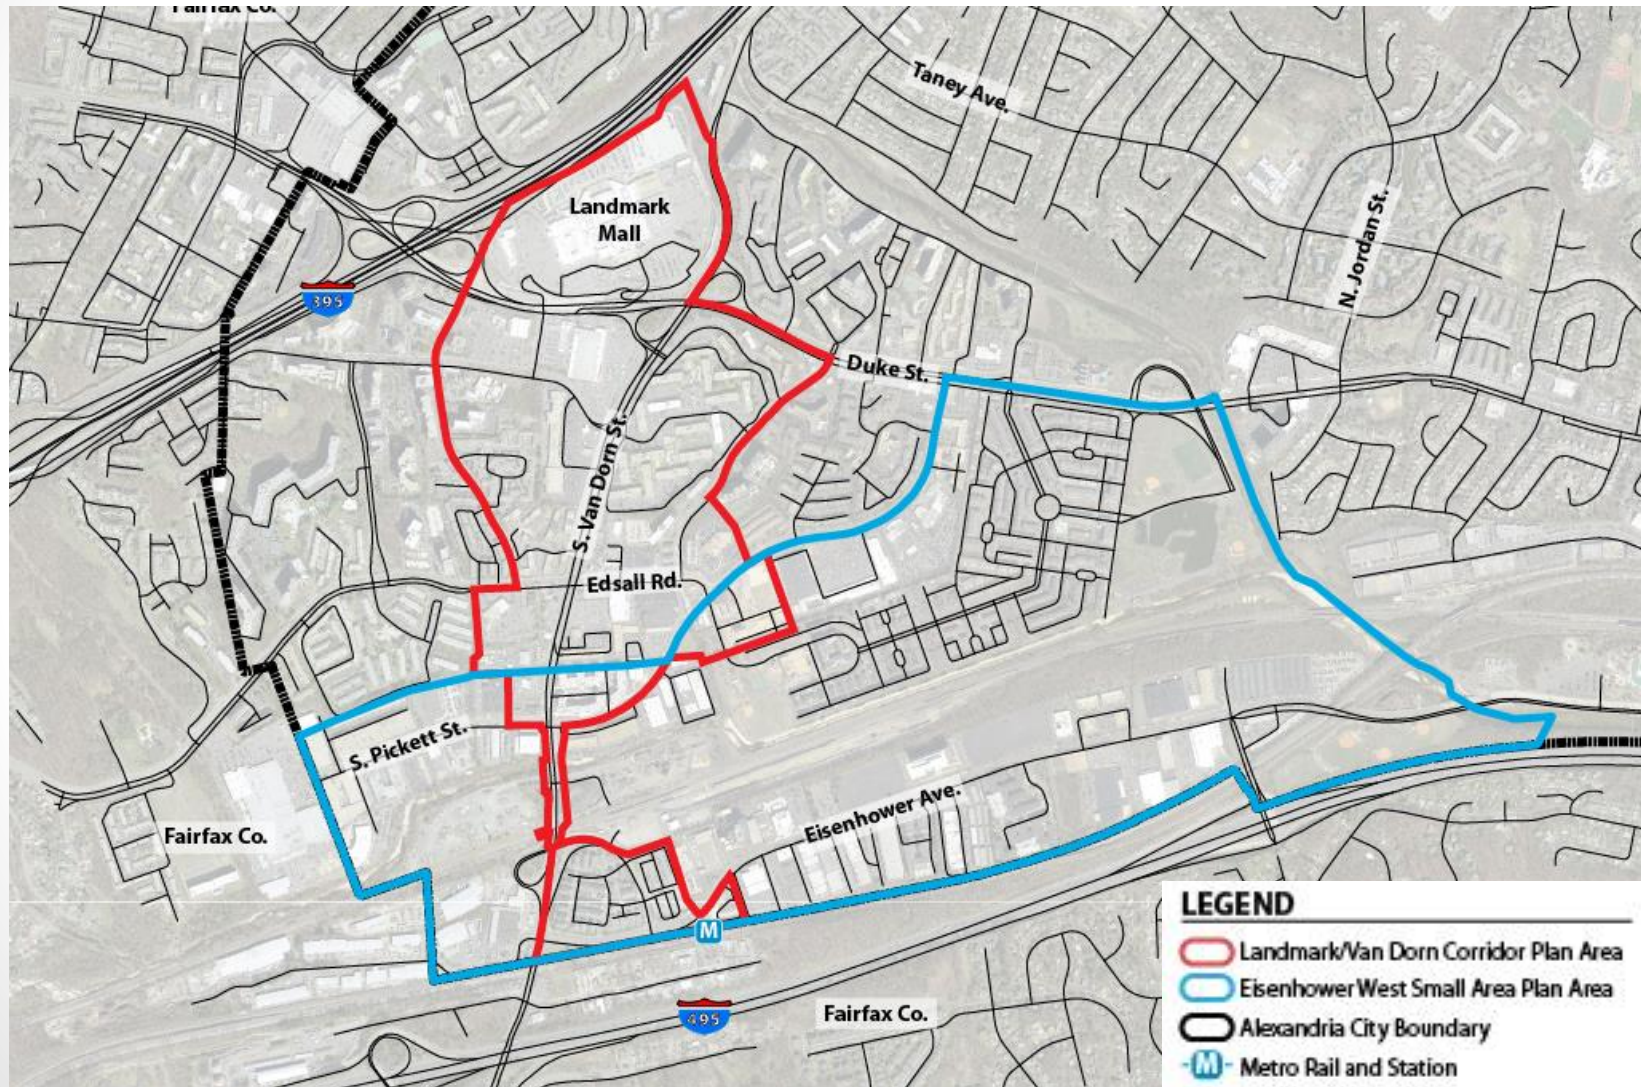 Fairfax Co.
Taney Ave.
Landmark
Mall
N. Jordan St.
395
Duke St.
S. Van Dorn St.
Edsall Rd.
S. Pickett St.
Eisenhower Ave.
Fairfax Co.
M
495
Fairfax Co.
LEGEND
Landmark/Van Dorn Corridor Plan Area
Eisenhower West Small Area Plan Area
Alexandria City Boundary
M Metro Rail and Station